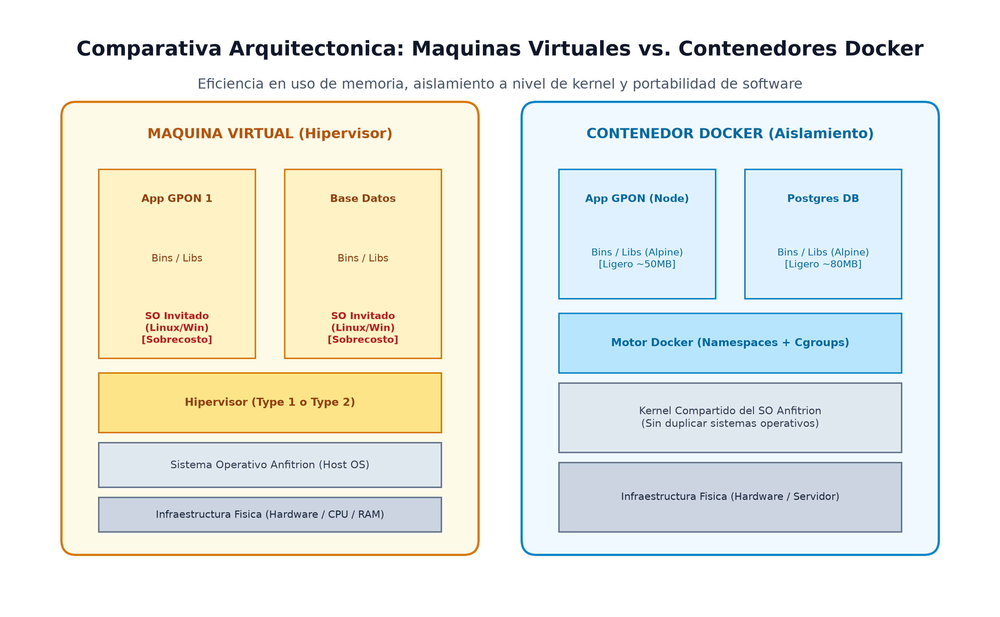 Comparativa Arquitectonica: Maquinas Virtuales vs. Contenedores Docker
Eficiencia en uso de memoria, aislamiento a nivel de kernel y portabilidad de software
MAQUINA VIRTUAL (Hipervisor)
App GPON 1
Bins / Libs
SO Invitado
(Linux/Win)
[Sobrecosto]
Base Datos
Bins / Libs
SO Invitado
(Linux/Win)
[Sobrecosto]
Hipervisor (Type 1 o Type 2)
Sistema Operativo Anfitrion (Host OS)
Infraestructura Fisica (Hardware / CPU / RAM)
CONTENEDOR DOCKER (Aislamiento)
App GPON (Node)
Bins / Libs (Alpine)
[Ligero ~50MB]
Postgres DB
Bins / Libs (Alpine)
[Ligero ~80MB]
Motor Docker (Namespaces + Cgroups)
Kernel Compartido del SO Anfitrion
(Sin duplicar sistemas operativos)
Infraestructura Fisica (Hardware / Servidor)